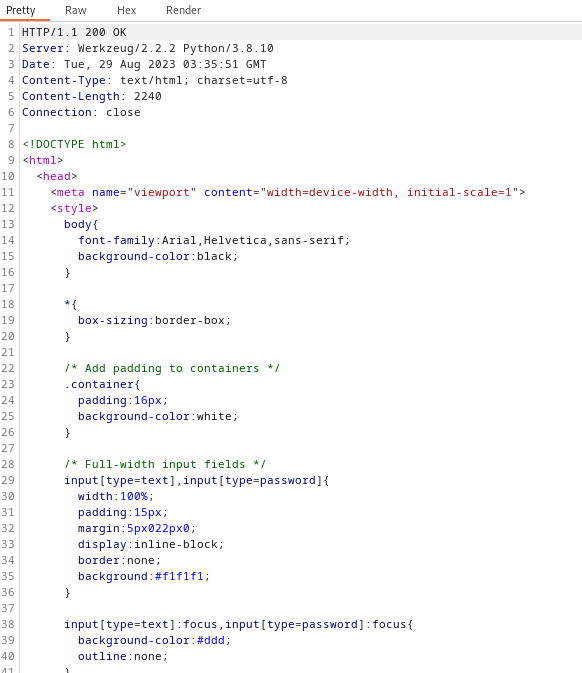 Pretty Raw Hex Render
1 HTTP/1.1 200 OK
2 Server: Werkzeug/2.2.2 Python/3.8.10
3 Date: Tue, 29 Aug 2023 03:35:51 GMT
4 Content-Type: text/html; charset=utf-8
5 Content-Length: 2240
6 Connection: close
7
8 <!DOCTYPE html>
9 <html>
10 <head>
11 <meta name="viewport" content="width=device-width, initial-scale=1">
12 <style>
13 body{
14 font-family:Arial,Helvetica,sans-serif;
15 background-color:black;
16 }
17
18 *{
19 box-sizing:border-box;
20 }
21
22 /* Add padding to containers */
23 .container{
24 padding:16px;
25 background-color:white;
26 }
27
28 /* Full-width input fields */
29 input[type=text],input[type=password]{
30 width:100%;
31 padding:15px;
32 margin:5px022px0;
33 display:inline-block;
34 border:none;
35 background:#f1f1f1;
36 }
37
38 input[type=text]:focus,input[type=password]:focus{
39 background-color:#ddd;
40 outline:none;
41 }